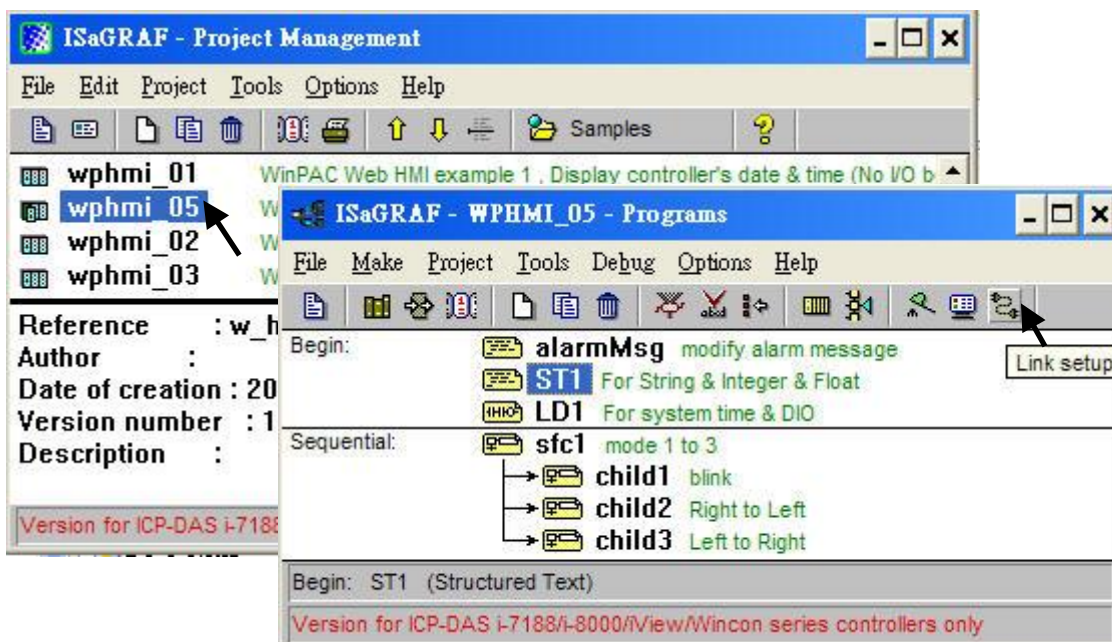 ISaGRAF - Project Management
File Edit Project Tools Options Help
Samples
wphmi_01 WinPAC Web HMI example 1 , Display controller's date & time (No I/O b
wphmi_05 W
wphmi_02 W
wphmi_03 W
Reference : w_h
Author :
Date of creation : 20
Version number : 1
Description :
Version for ICP-DAS i-7188
ISaGRAF - WPHMI_05 - Programs
File Make Project Tools Debug Options Help
Link setup
Begin: alarmMsg modify alarm message
ST1 For String & Integer & Float
LD1 For system time & DIO
Sequential: sfc1 mode 1 to 3
child1 blink
child2 Right to Left
child3 Left to Right
Begin: ST1 (Structured Text)
Version for ICP-DAS i-7188/i-8000/iView/Wincon series controllers only